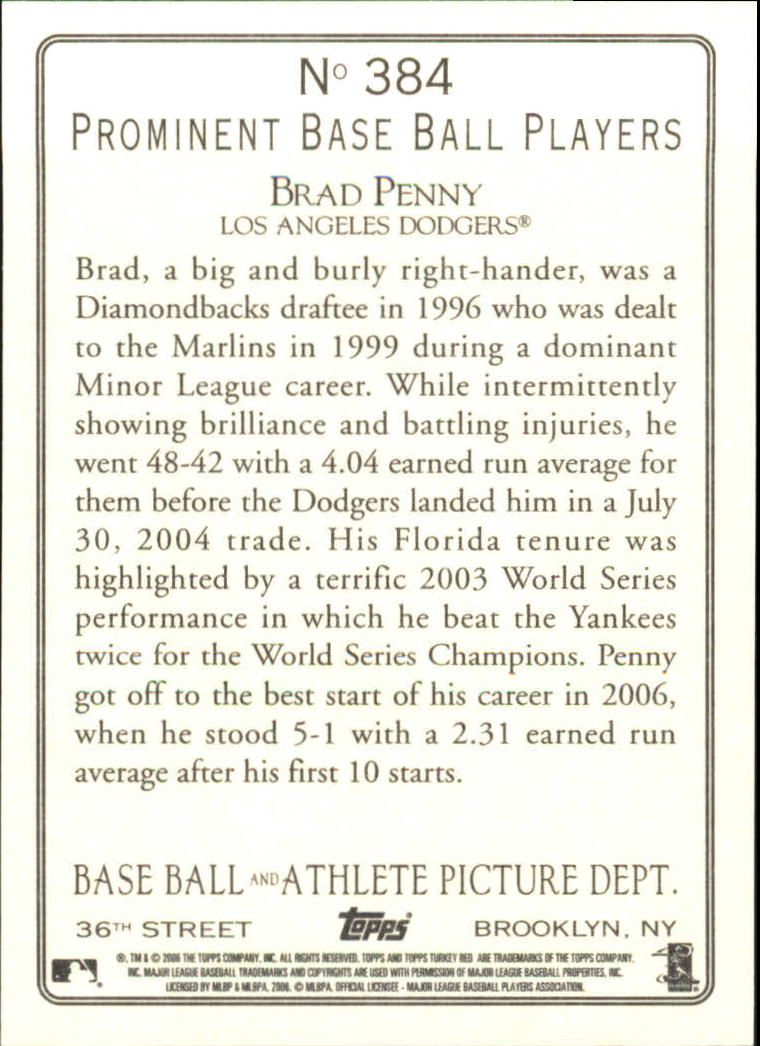 Nº 384
PROMINENT BASE BALL PLAYERS
BRAD PENNY
LOS ANGELES DODGERS®
Brad, a big and burly right-hander, was a
Diamondbacks draftee in 1996 who was dealt
to the Marlins in 1999 during a dominant
Minor League career. While intermittently
showing brilliance and battling injuries, he
went 48-42 with a 4.04 earned run average for
them before the Dodgers landed him in a July
30, 2004 trade. His Florida tenure was
highlighted by a terrific 2003 World Series
performance in which he beat the Yankees
twice for the World Series Champions. Penny
got off to the best start of his career in 2006,
when he stood 5-1 with a 2.31 earned run
average after his first 10 starts.
BASE BALL AND ATHLETE PICTURE DEPT.
36TH STREET topps BROOKLYN, NY
®, TM & © 2006 THE TOPPS COMPANY, INC. ALL RIGHTS RESERVED. TOPPS AND TOPPS TURKEY RED ARE TRADEMARKS OF THE TOPPS COMPANY,
INC. MAJOR LEAGUE BASEBALL TRADEMARKS AND COPYRIGHTS ARE USED WITH PERMISSION OF MAJOR LEAGUE BASEBALL PROPERTIES, INC.
LICENSED BY MLBP & MLBPA, 2006. © MLBPA. OFFICIAL LICENSEE - MAJOR LEAGUE BASEBALL PLAYERS ASSOCIATION.